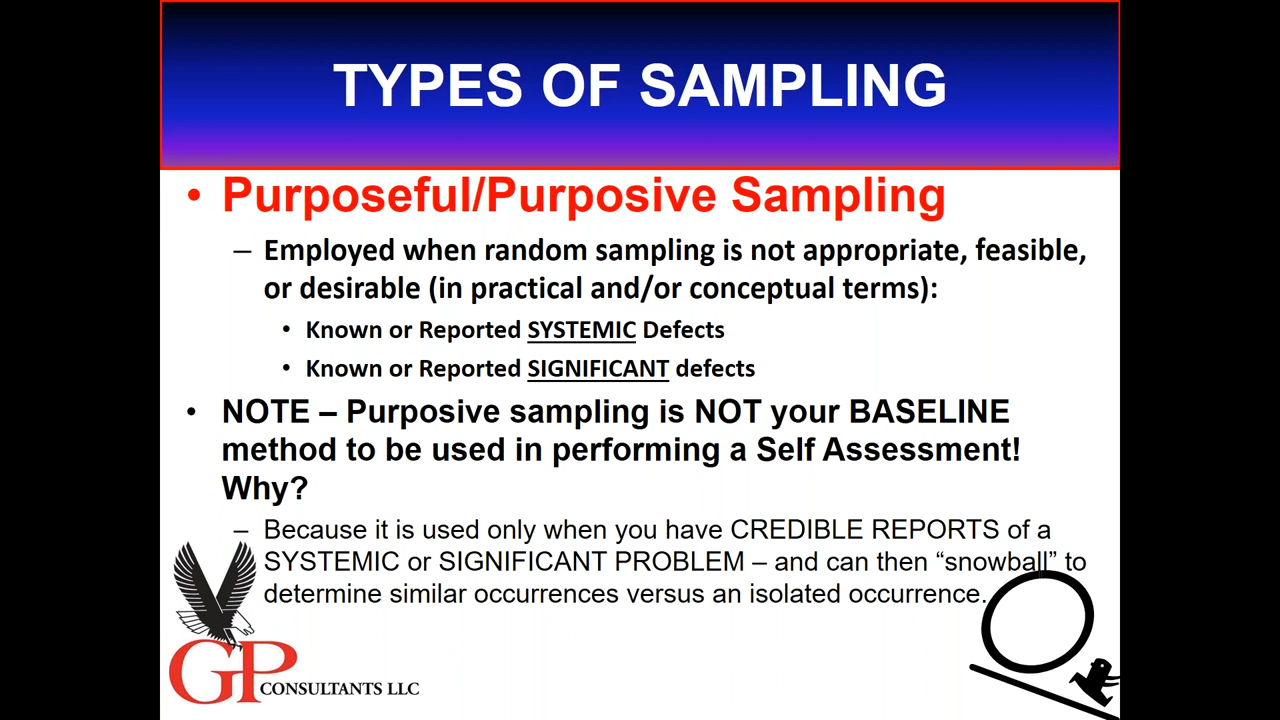 TYPES OF SAMPLING
• Purposeful/Purposive Sampling
– Employed when random sampling is not appropriate, feasible,
or desirable (in practical and/or conceptual terms):
• Known or Reported SYSTEMIC Defects
• Known or Reported SIGNIFICANT defects
• NOTE – Purposive sampling is NOT your BASELINE
method to be used in performing a Self Assessment!
Why?
– Because it is used only when you have CREDIBLE REPORTS of a
SYSTEMIC or SIGNIFICANT PROBLEM – and can then “snowball” to
determine similar occurrences versus an isolated occurrence.
GP CONSULTANTS LLC